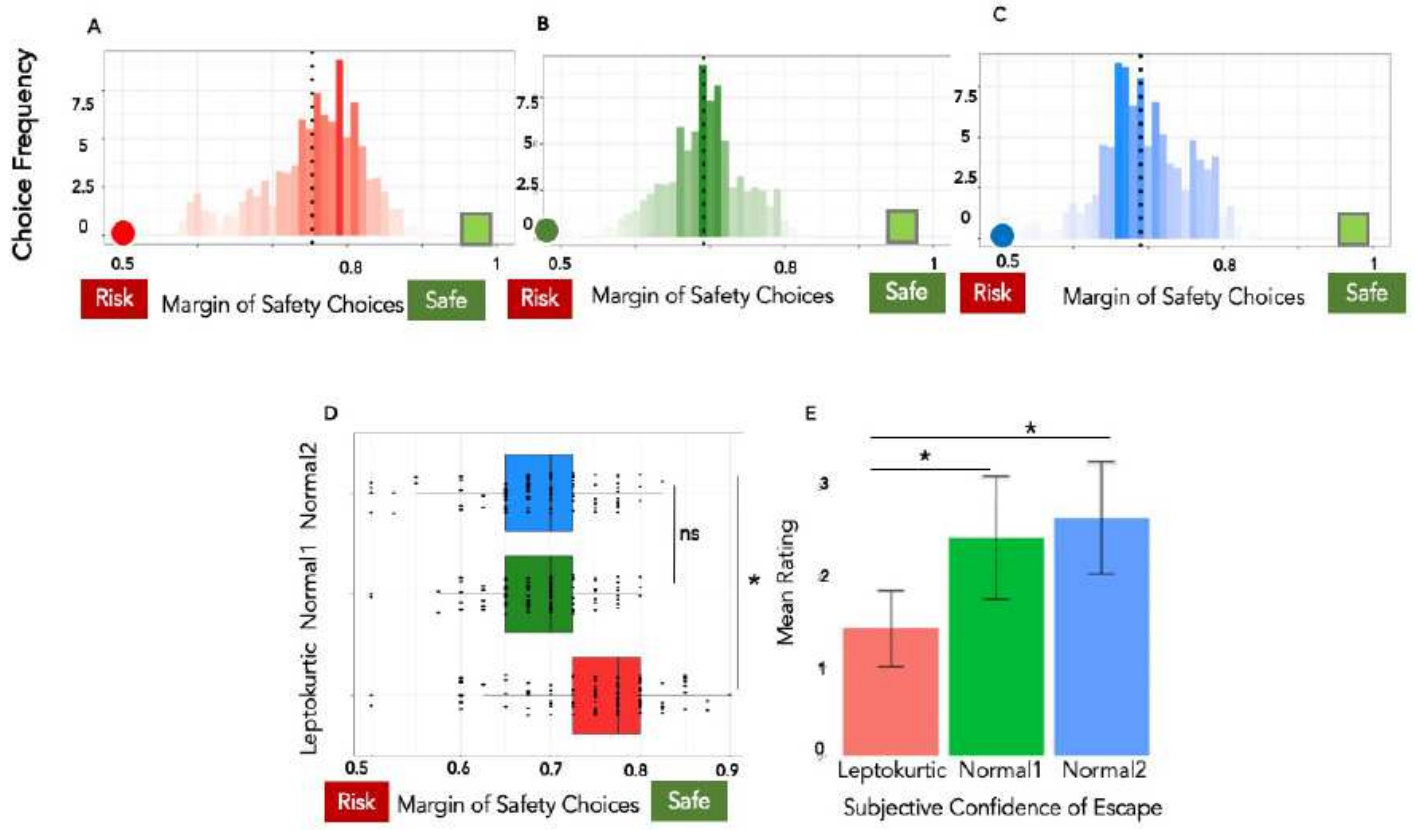 A
B
C
Choice Frequency
7.5
5
2.5
0
0.5
0.8
1
Risk
Margin of Safety Choices
Safe
7.5
5
2.5
0
0.5
0.8
1
Risk
Margin of Safety Choices
Safe
7.5
5
2.5
0
0.5
0.8
1
Risk
Margin of Safety Choices
Safe
D
Leptokurtic Normal1 Normal2
ns
*
0.5
0.6
0.7
0.8
0.9
Risk
Margin of Safety Choices
Safe
E
*
*
Mean Rating
3
2
1
0
Leptokurtic Normal1 Normal2
Subjective Confidence of Escape